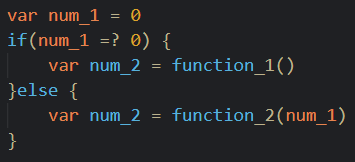 var num_1 = 0
if(num_1 =? 0) {
    var num_2 = function_1()
}else {
    var num_2 = function_2(num_1)
}